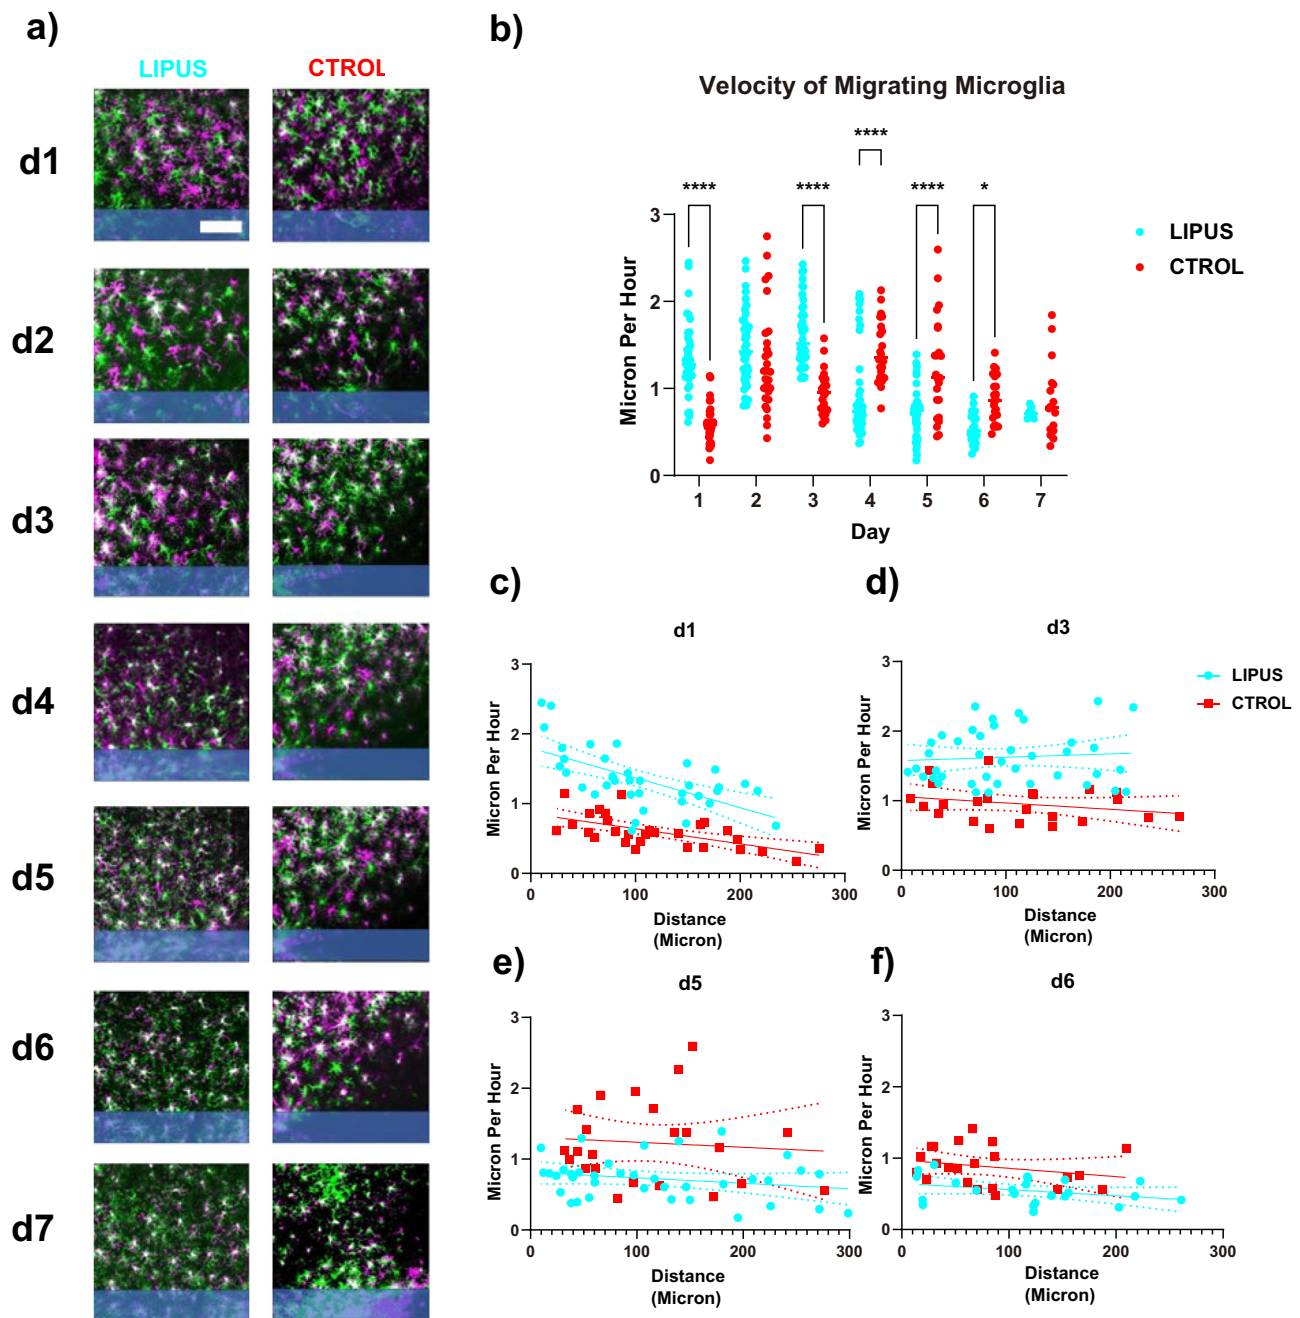 a)
LIPUS CTROL
d1
d2
d3
d4
d5
d6
d7
b)
Velocity of Migrating Microglia
****
**** **** **** *
3
2
1
0
Micron Per Hour
1 2 3 4 5 6 7
Day
LIPUS
CTROL
c)
d1
3
2
1
0
Micron Per Hour
0 100 200 300
Distance
(Micron)
d)
d3
3
2
1
0
Micron Per Hour
0 100 200 300
Distance
(Micron)
LIPUS
CTROL
e)
d5
3
2
1
0
Micron Per Hour
0 100 200 300
Distance
(Micron)
f)
d6
3
2
1
0
Micron Per Hour
0 100 200 300
Distance
(Micron)